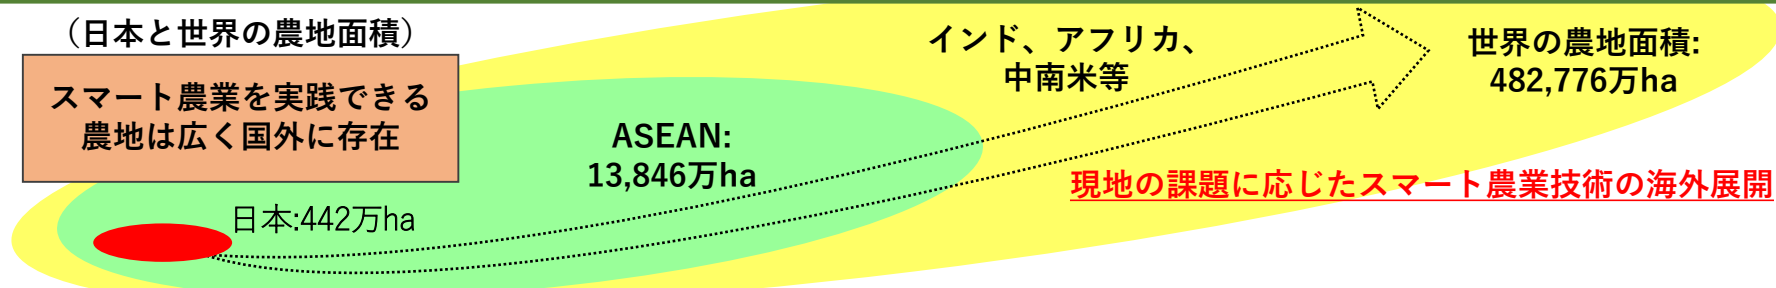 （日本と世界の農地面積）
スマート農業を実践できる
農地は広く国外に存在
インド、アフリカ、
中南米等
世界の農地面積:
482,776万ha
ASEAN:
13,846万ha
現地の課題に応じたスマート農業技術の海外展開
日本:442万ha